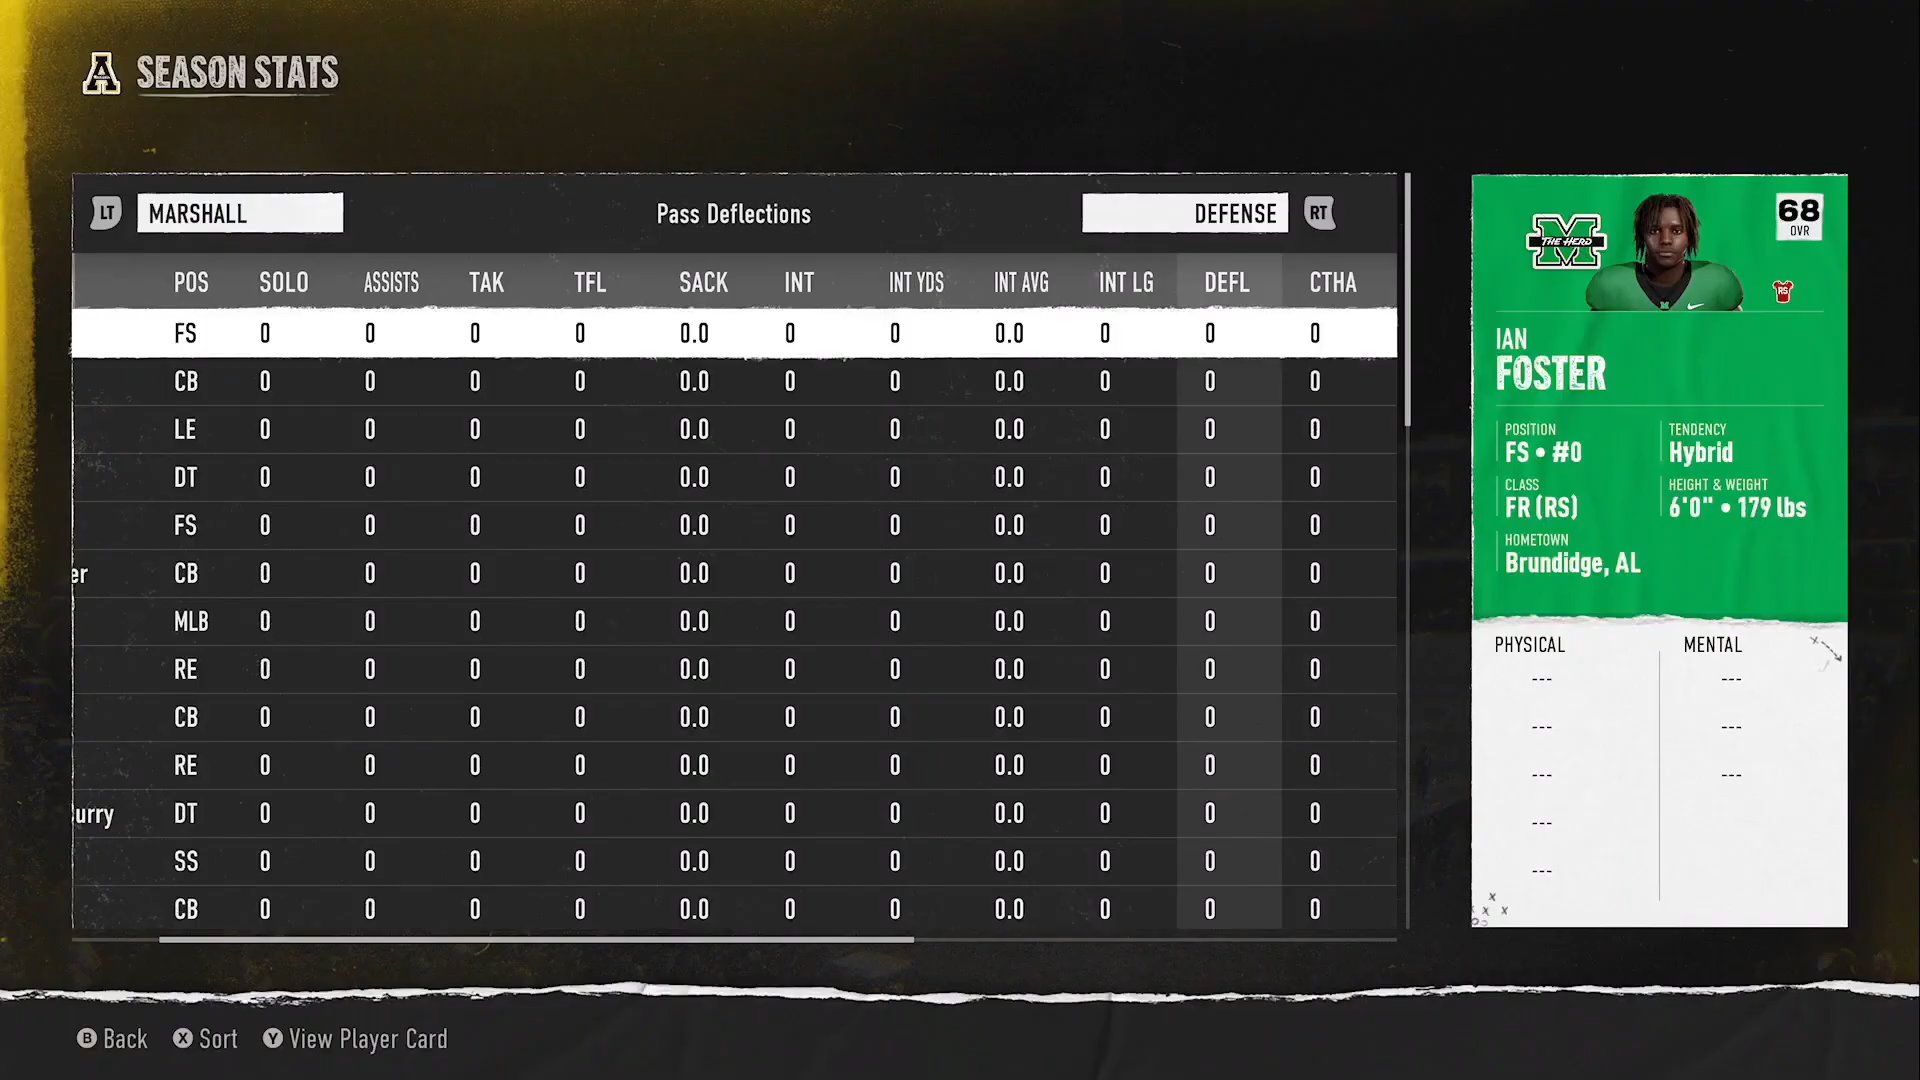 A SEASON STATS
LT MARSHALL Pass Deflections DEFENSE RT
POS SOLO ASSISTS TAK TFL SACK INT INT YDS INT AVG INT LG DEFL CTHA
FS 0 0 0 0 0.0 0 0 0.0 0 0 0
CB 0 0 0 0 0.0 0 0 0.0 0 0 0
LE 0 0 0 0 0.0 0 0 0.0 0 0 0
DT 0 0 0 0 0.0 0 0 0.0 0 0 0
FS 0 0 0 0 0.0 0 0 0.0 0 0 0
er CB 0 0 0 0 0.0 0 0 0.0 0 0 0
MLB 0 0 0 0 0.0 0 0 0.0 0 0 0
RE 0 0 0 0 0.0 0 0 0.0 0 0 0
CB 0 0 0 0 0.0 0 0 0.0 0 0 0
RE 0 0 0 0 0.0 0 0 0.0 0 0 0
urry DT 0 0 0 0 0.0 0 0 0.0 0 0 0
SS 0 0 0 0 0.0 0 0 0.0 0 0 0
CB 0 0 0 0 0.0 0 0 0.0 0 0 0
M THE HERD
68
OVR
RS
IAN
FOSTER
POSITION TENDENCY
FS • #0 Hybrid
CLASS HEIGHT & WEIGHT
FR (RS) 6'0" • 179 lbs
HOMETOWN
Brundidge, AL
PHYSICAL MENTAL
--- ---
--- ---
--- ---
---
---
B Back X Sort Y View Player Card